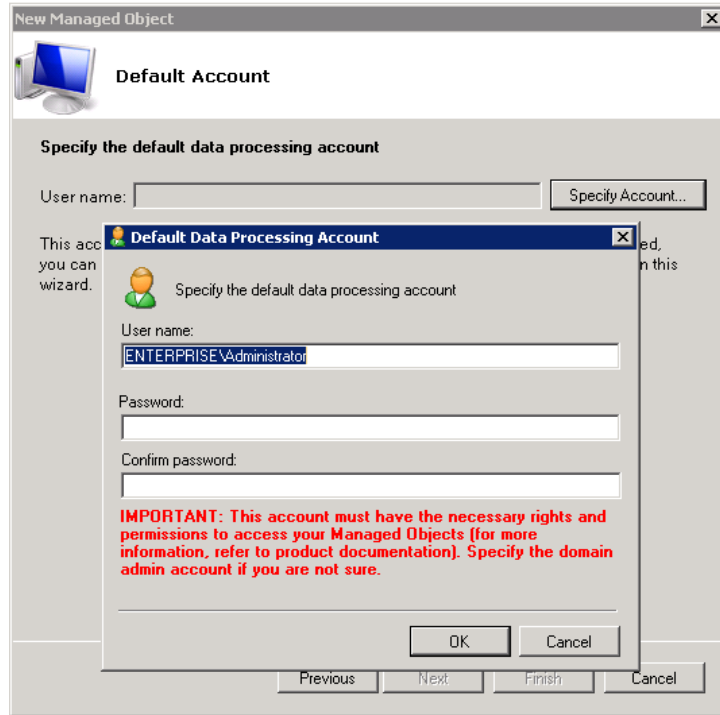 New Managed Object
Default Account
Specify the default data processing account
User name:
Specify Account...
This acc
ed,
you can
n this
wizard.
Default Data Processing Account
Specify the default data processing account
User name:
ENTERPRISE\Administrator
Password:
Confirm password:
IMPORTANT: This account must have the necessary rights and
permissions to access your Managed Objects (for more
information, refer to product documentation). Specify the domain
admin account if you are not sure.
OK
Cancel
Previous
Next
Finish
Cancel